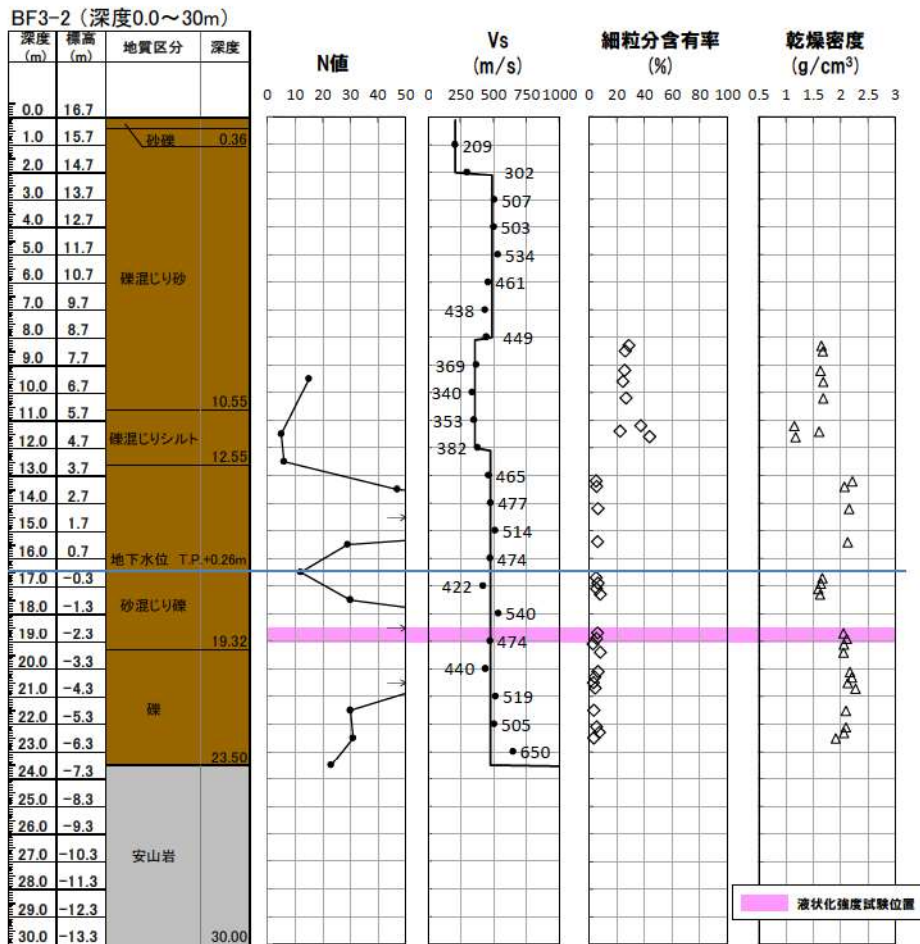 BF3-2 (深度0.0～30m)
深度 標高 地質区分 深度
(m) (m)
N値
Vs
(m/s)
細粒分含有率
(%)
乾燥密度
(g/cm³)
0 10 20 30 40 50 0 250 500 750 1000 0 20 40 60 80 100 0.5 1 1.5 2 2.5 3
0.0 16.7
1.0 15.7 砂礫 0.36
209
2.0 14.7
302
3.0 13.7
507
4.0 12.7
503
5.0 11.7
534
6.0 10.7 礫混じり砂
461
7.0 9.7
438
8.0 8.7
449
9.0 7.7
369
10.0 6.7
340
10.55
11.0 5.7
353
12.0 4.7 礫混じりシルト
382
12.55
13.0 3.7
465
14.0 2.7
477
15.0 1.7
514
16.0 0.7
474
地下水位 T.P.+0.26m
17.0 -0.3
422
18.0 -1.3 砂混じり礫
540
19.0 -2.3
474
19.32
20.0 -3.3
440
21.0 -4.3
519
礫
22.0 -5.3
505
23.0 -6.3
650
23.50
24.0 -7.3
25.0 -8.3
26.0 -9.3
27.0 -10.3 安山岩
28.0 -11.3
29.0 -12.3
液状化強度試験位置
30.0 -13.3 30.00